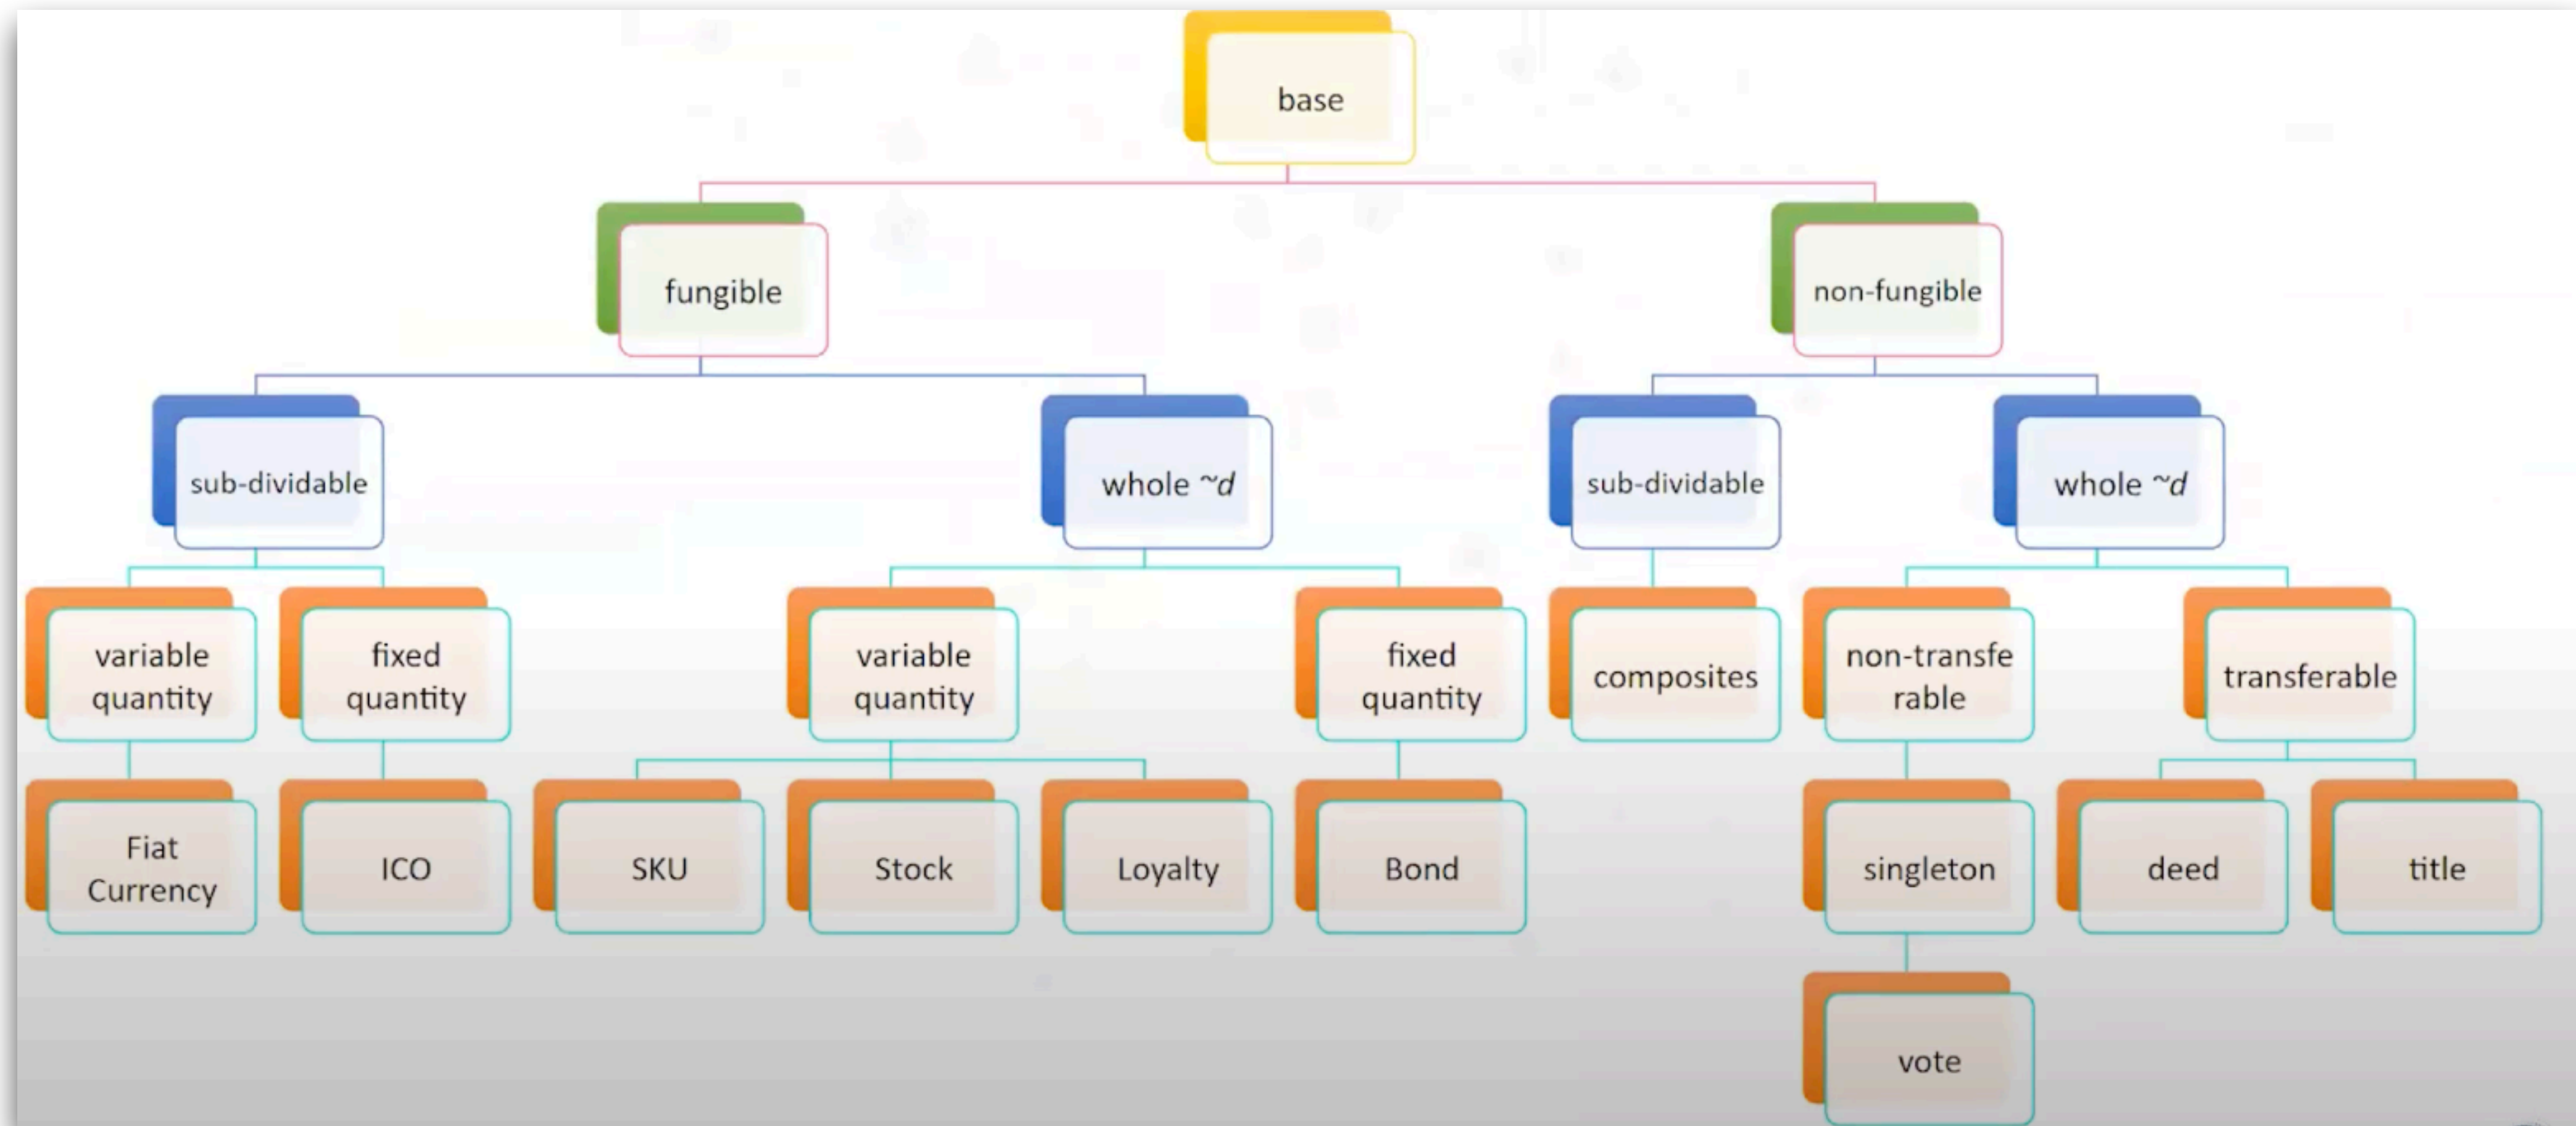 base
fungible
non-fungible
sub-dividable
whole ~d
sub-dividable
whole ~d
variable
quantity
fixed
quantity
variable
quantity
fixed
quantity
composites
non-transfe
rable
transferable
Fiat
Currency
ICO
SKU
Stock
Loyalty
Bond
singleton
deed
title
vote